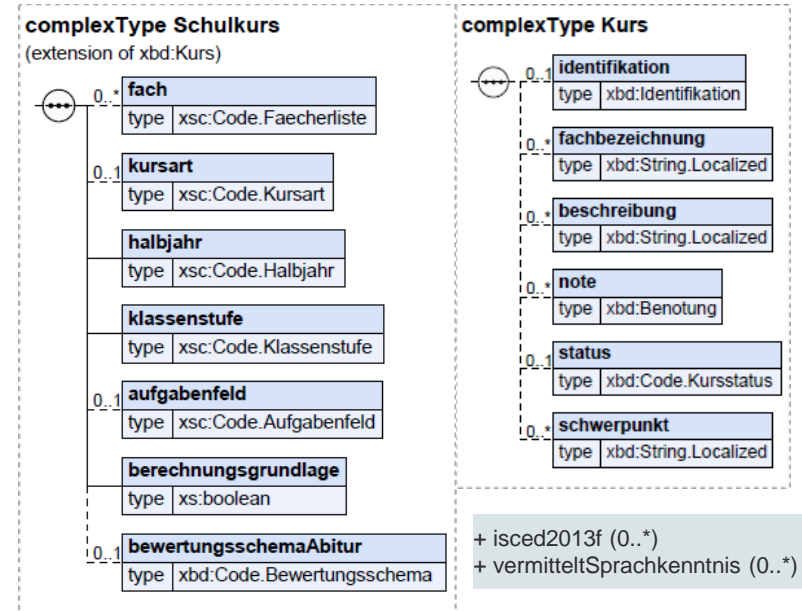 complexType Schulkurs
(extension of xbd:Kurs)
0..* fach
type xsc:Code.Faecherliste
0..1 kursart
type xsc:Code.Kursart
halbjahr
type xsc:Code.Halbjahr
klassenstufe
type xsc:Code.Klassenstufe
0..1 aufgabenfeld
type xsc:Code.Aufgabenfeld
berechnungsgrundlage
type xs:boolean
0..1 bewertungsschemaAbitur
type xbd:Code.Bewertungsschema
complexType Kurs
0..1 identifikation
type xbd:Identifikation
0..* fachbezeichnung
type xbd:String.Localized
0..* beschreibung
type xbd:String.Localized
0..* note
type xbd:Benotung
0..1 status
type xbd:Code.Kursstatus
0..* schwerpunkt
type xbd:String.Localized
+ isced2013f (0..*)
+ vermitteltSprachkenntnis (0..*)